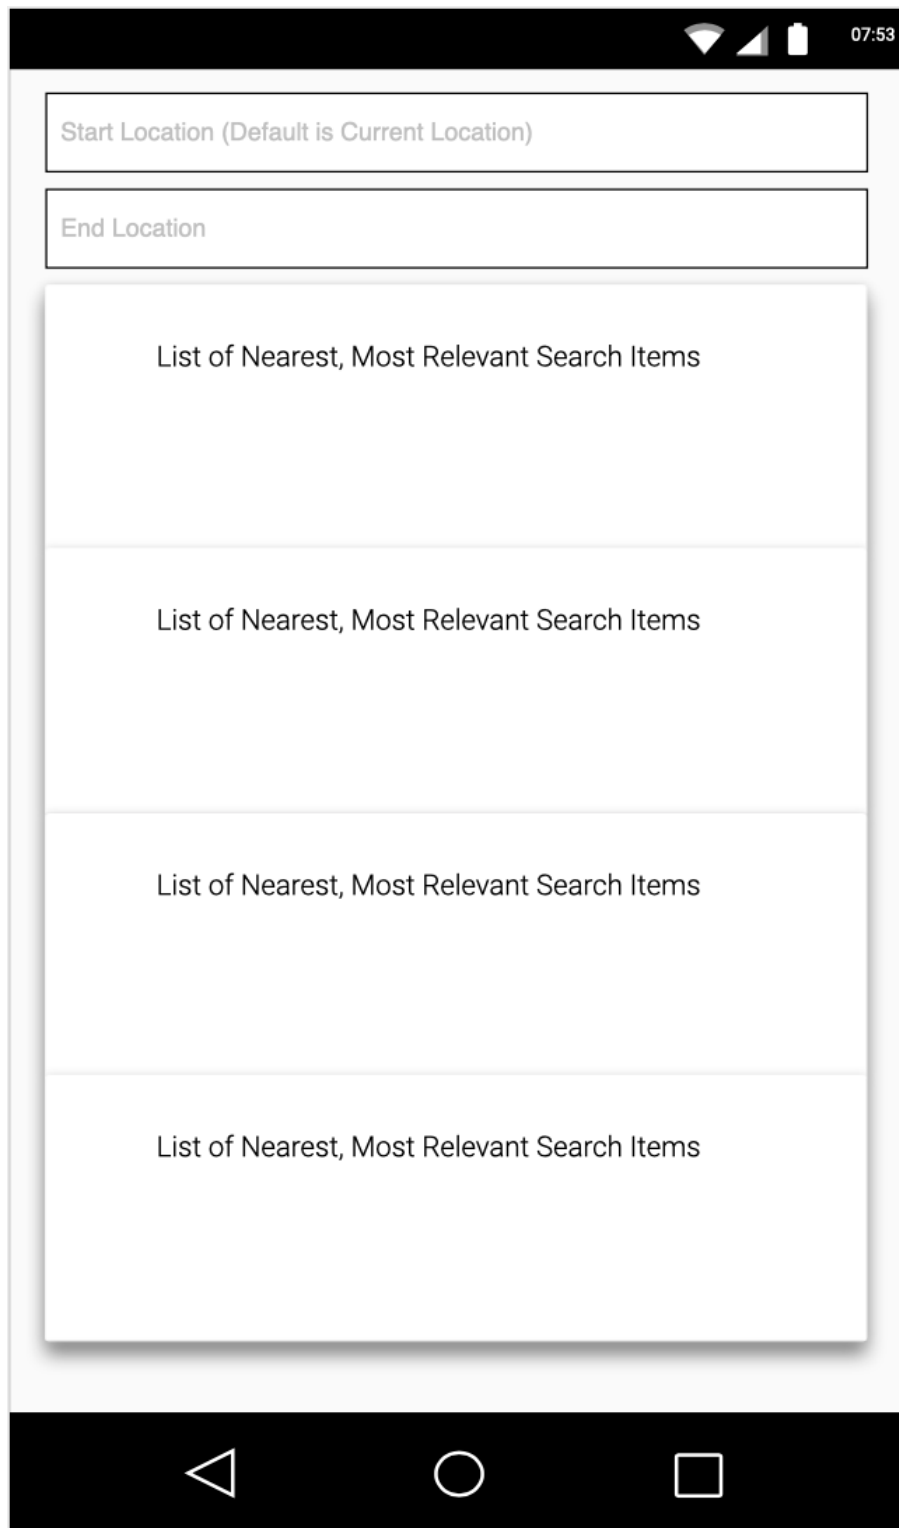 07:53
Start Location (Default is Current Location)
End Location
List of Nearest, Most Relevant Search Items
List of Nearest, Most Relevant Search Items
List of Nearest, Most Relevant Search Items
List of Nearest, Most Relevant Search Items